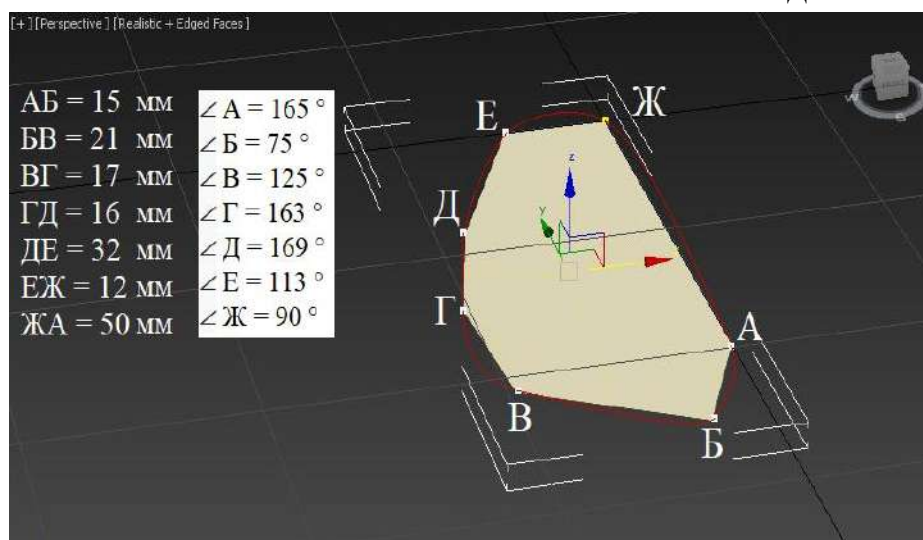 [+] [Perspective] [Realistic + Edged Faces]
АБ = 15 мм
БВ = 21 мм
ВГ = 17 мм
ГД = 16 мм
ДЕ = 32 мм
ЕЖ = 12 мм
ЖА = 50 мм
∠А = 165 °
∠Б = 75 °
∠В = 125 °
∠Г = 163 °
∠Д = 169 °
∠Е = 113 °
∠Ж = 90 °
Е
Ж
z
Д
y
Г
А
В
Б